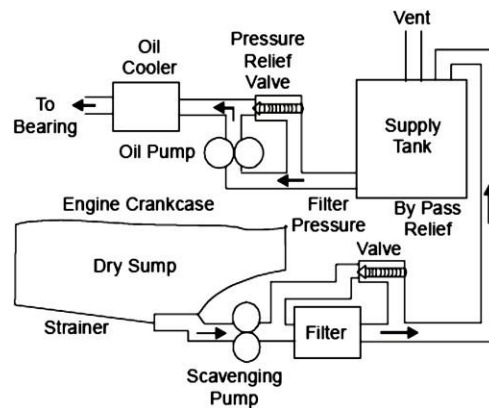 Vent
Oil
Cooler
Pressure
Relief
Valve
To
Bearing
Supply
Tank
Oil Pump
Engine Crankcase
Filter
Pressure
By Pass
Relief
Valve
Dry Sump
Strainer
Filter
Scavenging
Pump